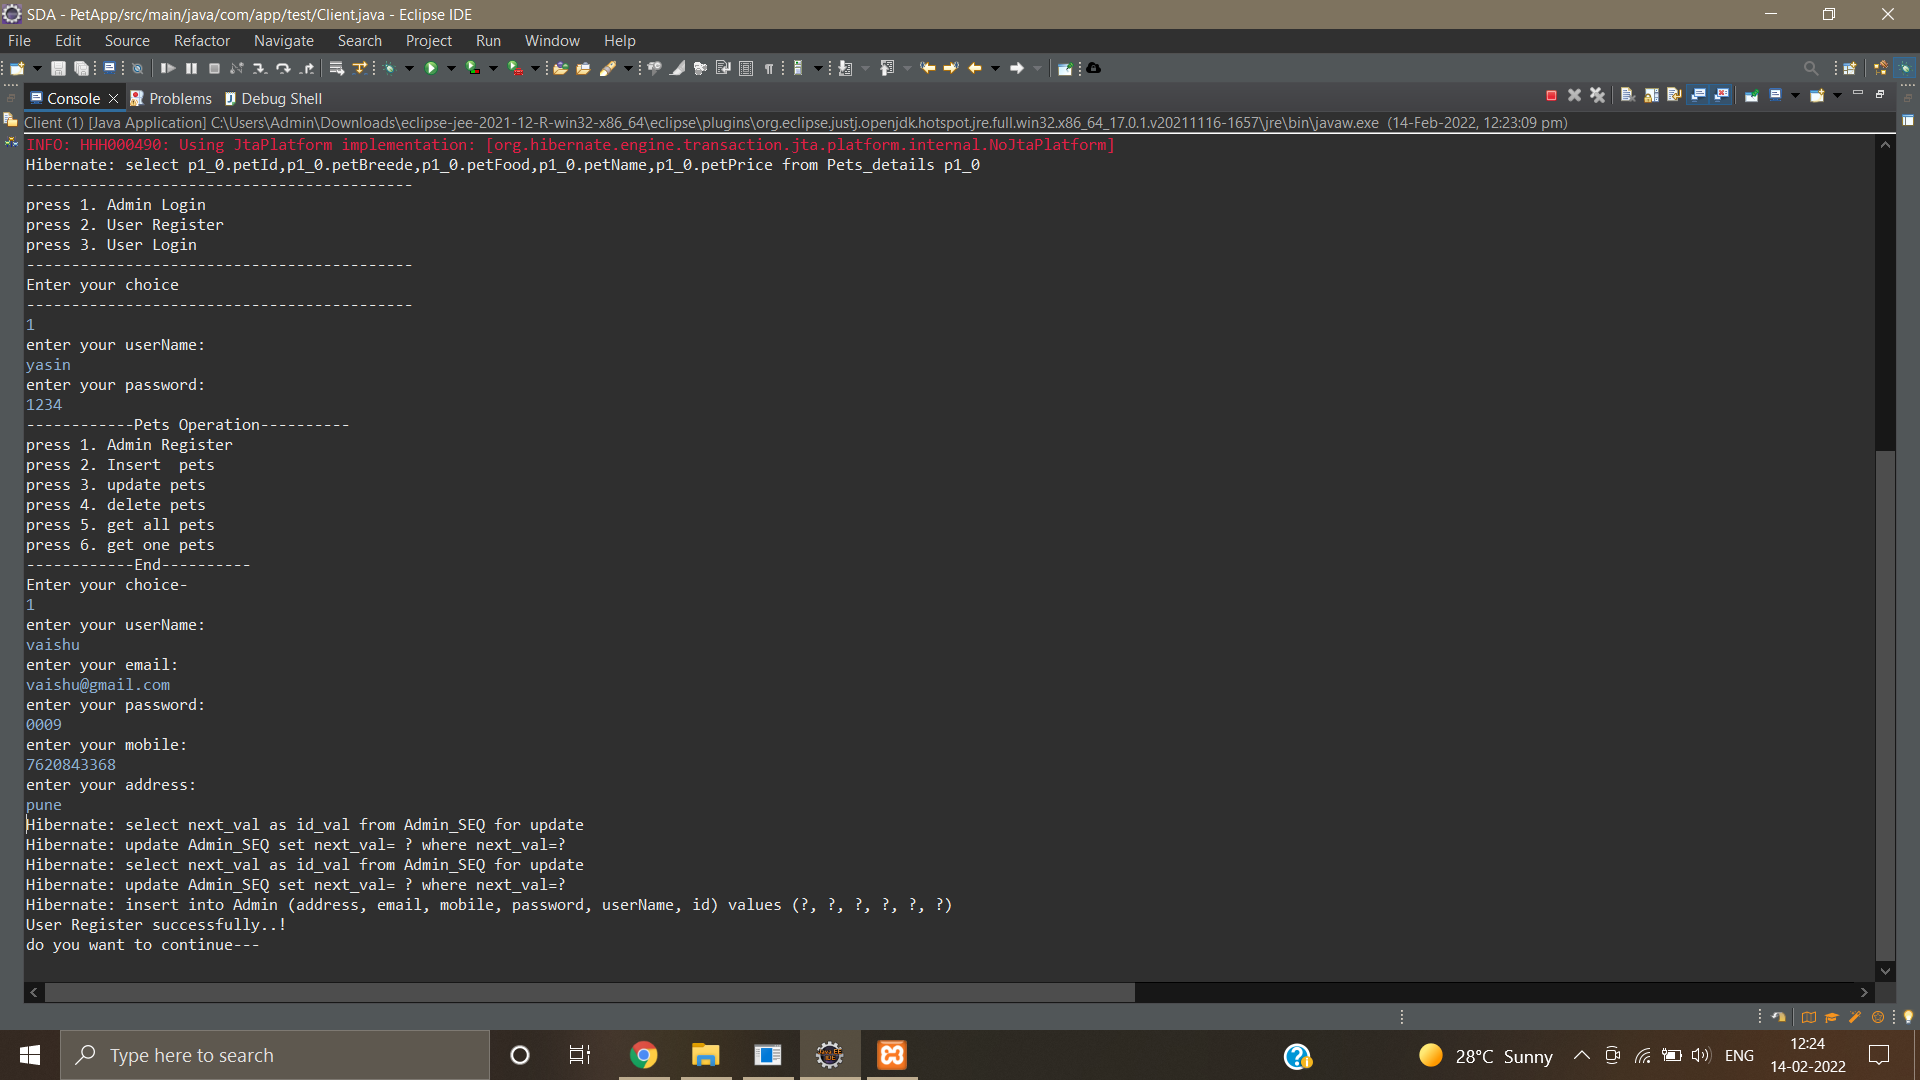 SDA - PetApp/src/main/java/com/app/test/Client.java - Eclipse IDE
File Edit Source Refactor Navigate Search Project Run Window Help
Console Problems Debug Shell
Client (1) [Java Application] C:\Users\Admin\Downloads\eclipse-jee-2021-12-R-win32-x86_64\eclipse\plugins\org.eclipse.justj.openjdk.hotspot.jre.full.win32.x86_64_17.0.1.v20211116-1657\jre\bin\javaw.exe (14-Feb-2022, 12:23:09 pm)
INFO: HHH000490: Using JtaPlatform implementation: [org.hibernate.engine.transaction.jta.platform.internal.NoJtaPlatform]
Hibernate: select p1_0.petId,p1_0.petBreede,p1_0.petFood,p1_0.petName,p1_0.petPrice from Pets_details p1_0
-------------------------------------------
press 1. Admin Login
press 2. User Register
press 3. User Login
-------------------------------------------
Enter your choice
-------------------------------------------
1
enter your userName:
yasin
enter your password:
1234
------------Pets Operation----------
press 1. Admin Register
press 2. Insert  pets
press 3. update pets
press 4. delete pets
press 5. get all pets
press 6. get one pets
------------End----------
Enter your choice-
1
enter your userName:
vaishu
enter your email:
vaishu@gmail.com
enter your password:
0009
enter your mobile:
7620843368
enter your address:
pune
Hibernate: select next_val as id_val from Admin_SEQ for update
Hibernate: update Admin_SEQ set next_val= ? where next_val=?
Hibernate: select next_val as id_val from Admin_SEQ for update
Hibernate: update Admin_SEQ set next_val= ? where next_val=?
Hibernate: insert into Admin (address, email, mobile, password, userName, id) values (?, ?, ?, ?, ?, ?)
User Register successfully..!
do you want to continue---
Type here to search
28°C Sunny
ENG
12:24
14-02-2022